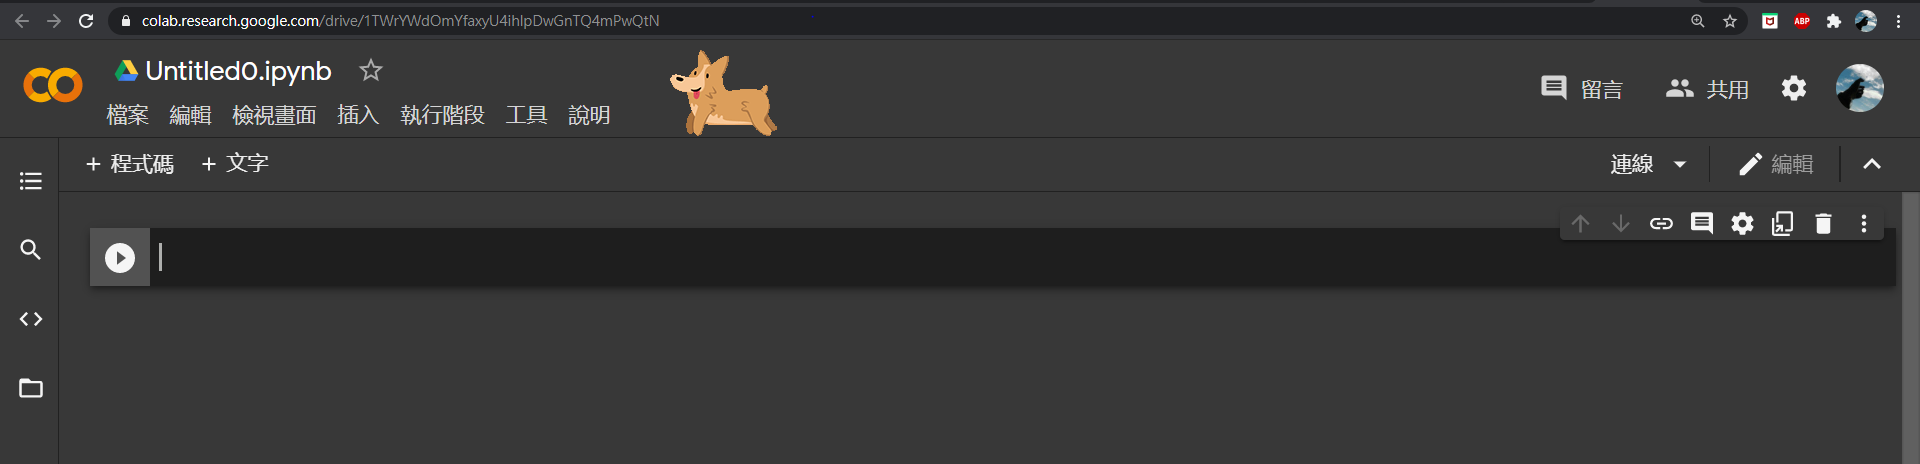 colab.research.google.com/drive/1TWrYWdOmYfaxyU4ihIpDwGnTQ4mPwQtN
ABP
CO Untitled0.ipynb
檔案 編輯 檢視畫面 插入 執行階段 工具 說明
留言 共用
+ 程式碼 + 文字
連線 編輯